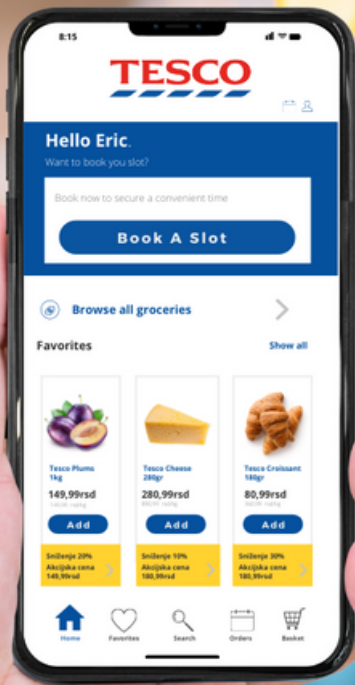 8:15
TESCO
Hello Eric.
Want to book you slot?
Book now to secure a convenient time
Book A Slot
Browse all groceries
Favorites
Show all
Tesco Plums
1kg
149,99rsd
Add
Sniženje 20%
Akcijska cena
149,99rsd
Tesco Cheese
280gr
280,99rsd
Add
Sniženje 10%
Akcijska cena
180,99rsd
Tesco Croissant
180gr
80,99rsd
Add
Sniženje 30%
Akcijska cena
180,99rsd
Home
Favorites
Search
Orders
Basket